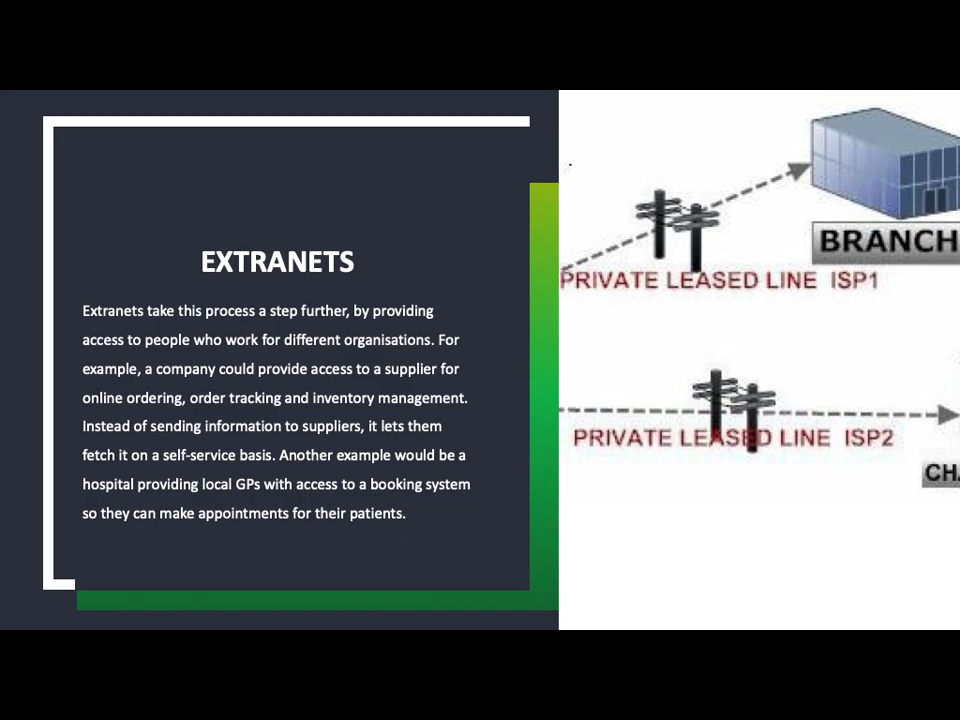 EXTRANETS
Extranets take this process a step further, by providing
access to people who work for different organisations. For
example, a company could provide access to a supplier for
online ordering, order tracking and inventory management.
Instead of sending information to suppliers, it lets them
fetch it on a self-service basis. Another example would be a
hospital providing local GPs with access to a booking system
so they can make appointments for their patients.
BRANCH
PRIVATE LEASED LINE ISP1
PRIVATE LEASED LINE ISP2
CHA